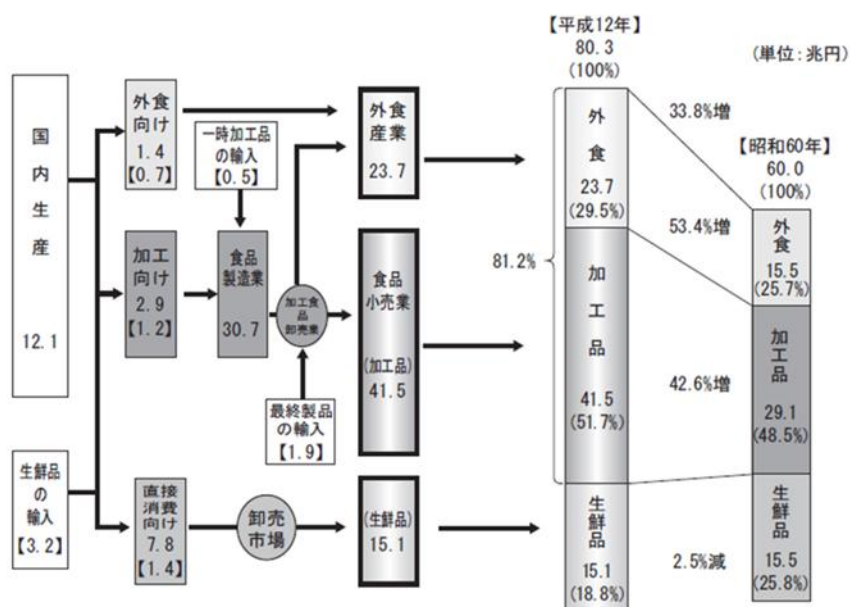 【平成12年】
80.3
(100%)
(単位:兆円)
国内生産
12.1
外食
向け
1.4
【0.7】
一時加工品
の輸入
【0.5】
外食
産業
23.7
外食
23.7
(29.5%)
33.8%増
【昭和60年】
60.0
(100%)
加工
向け
2.9
【1.2】
食品
製造業
30.7
加工食
品
卸売業
食品
小売業
(加工品)
41.5
81.2%
加工品
41.5
(51.7%)
53.4%増
外食
15.5
(25.7%)
42.6%増
加工品
29.1
(48.5%)
最終製品
の輸入
【1.9】
生鮮品
の
輸入
【3.2】
直接
消費
向け
7.8
【1.4】
卸売
市場
(生鮮品)
15.1
生鮮品
15.1
(18.8%)
2.5%減
生鮮品
15.5
(25.8%)